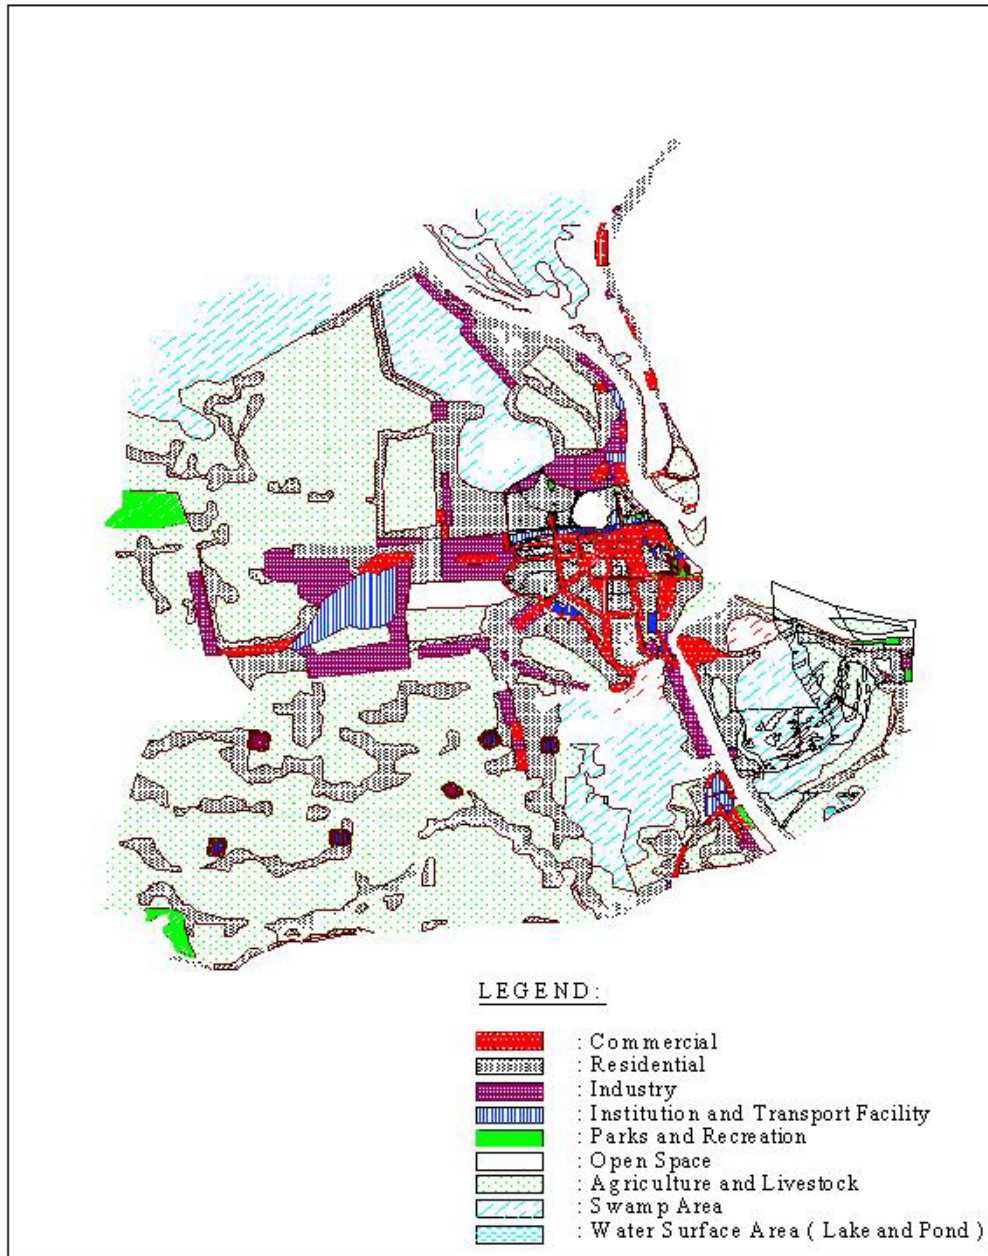 LEGEND:
: Commercial
: Residential
: Industry
: Institution and Transport Facility
: Parks and Recreation
: Open Space
: Agriculture and Livestock
: Swamp Area
: Water Surface Area ( Lake and Pond )